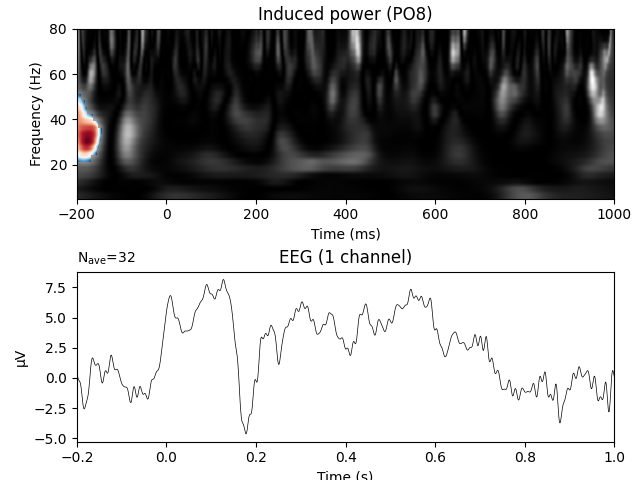 Induced power (PO8)
80
60
40
20
Frequency (Hz)
−200 0 200 400 600 800 1000
Time (ms)
Nave=32
EEG (1 channel)
7.5
5.0
2.5
0.0
−2.5
−5.0
µV
−0.2 0.0 0.2 0.4 0.6 0.8 1.0
Time (s)